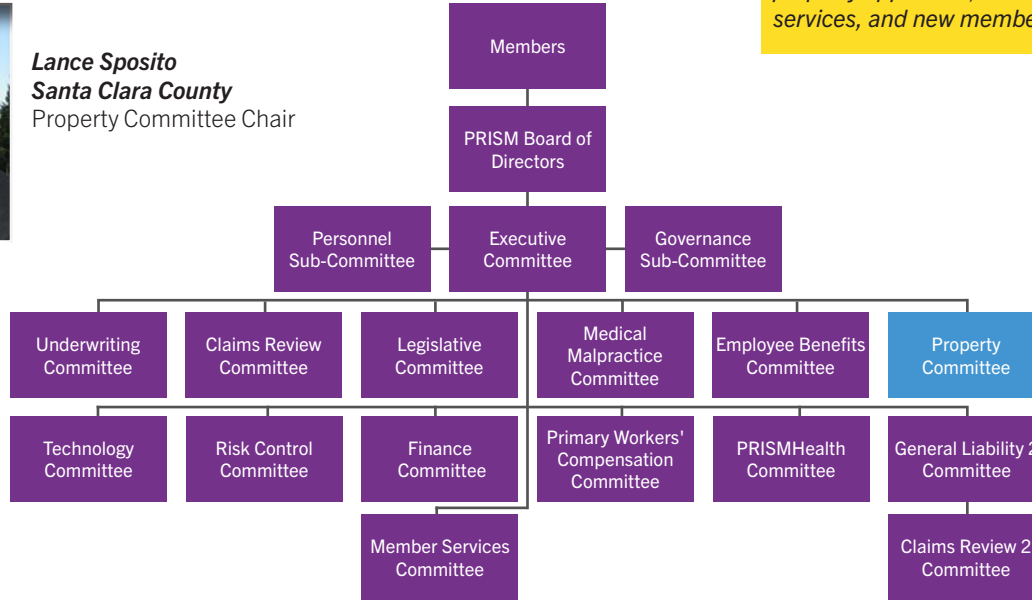 services, and new membe
Lance Sposito
Santa Clara County
Property Committee Chair
Members
PRISM Board of
Directors
Personnel
Sub-Committee
Executive
Committee
Governance
Sub-Committee
Underwriting
Committee
Claims Review
Committee
Legislative
Committee
Medical
Malpractice
Committee
Employee Benefits
Committee
Property
Committee
Technology
Committee
Risk Control
Committee
Finance
Committee
Primary Workers'
Compensation
Committee
PRISMHealth
Committee
General Liability 2
Committee
Member Services
Committee
Claims Review 2
Committee